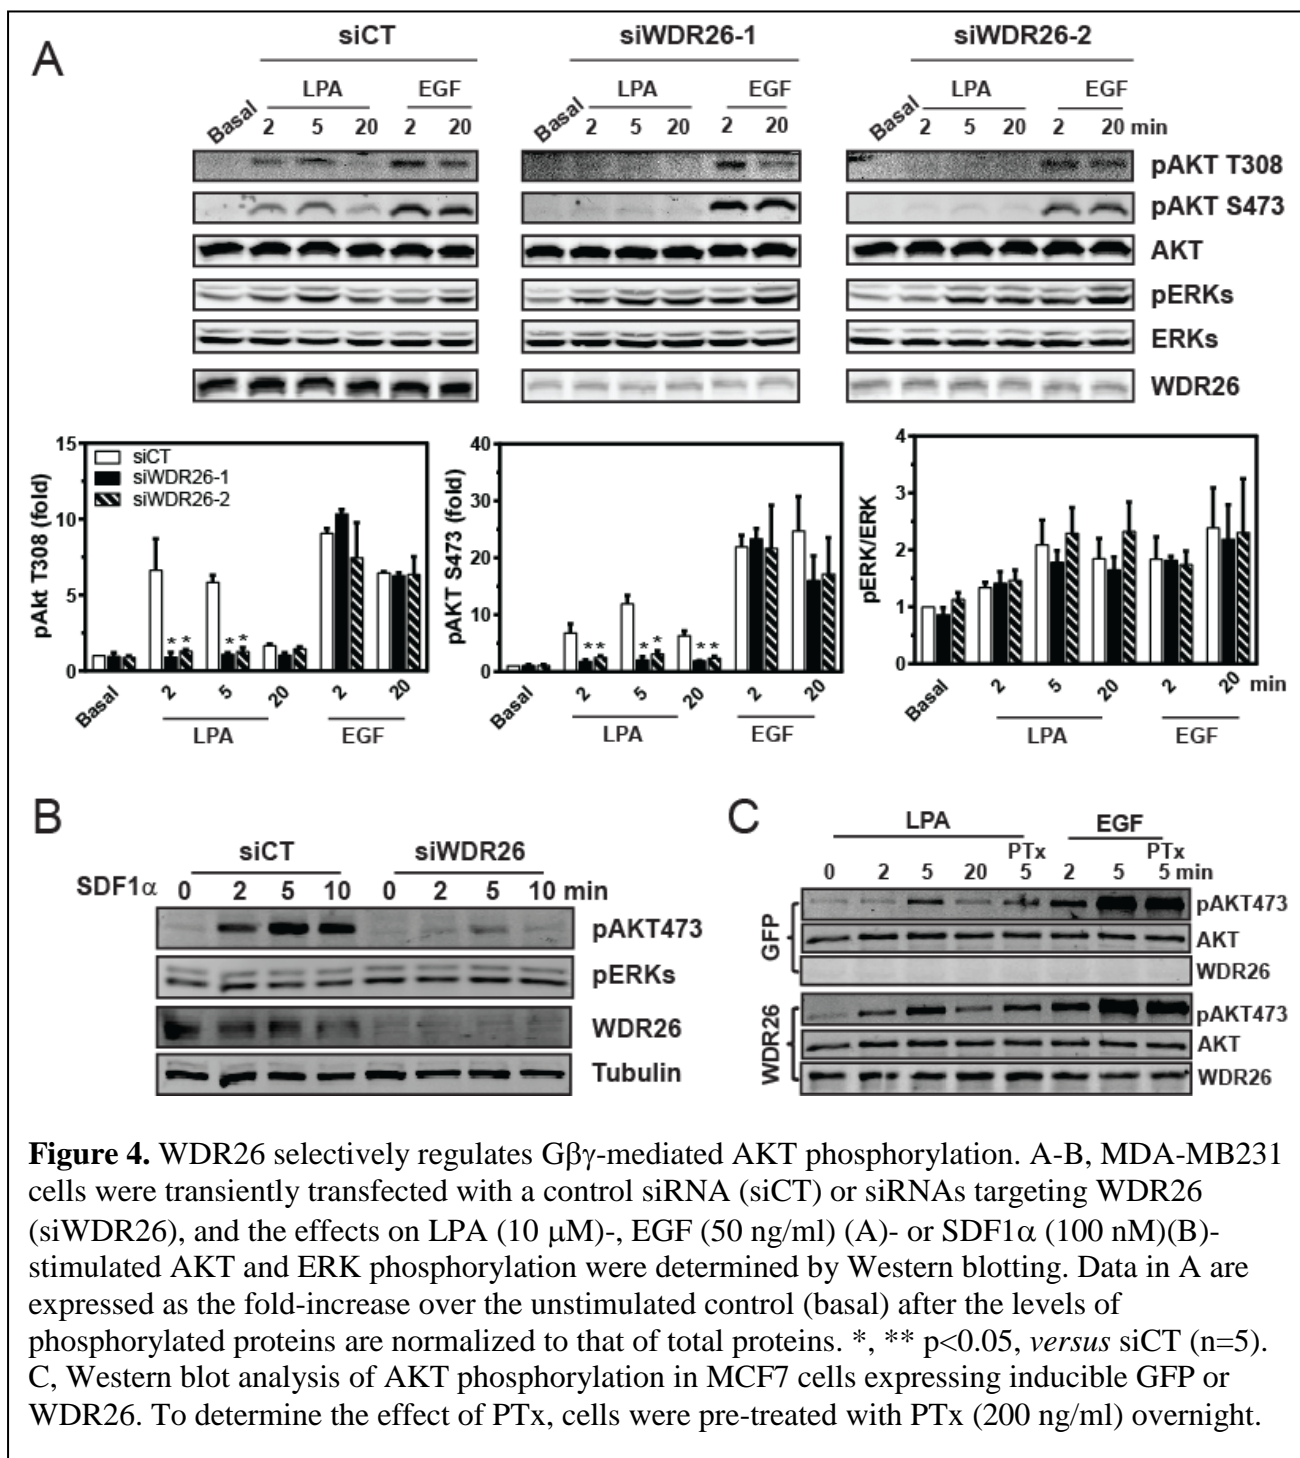 A
siCT siWDR26-1 siWDR26-2
LPA EGF LPA EGF LPA EGF
Basal 2 5 20 2 20 Basal 2 5 20 2 20 Basal 2 5 20 2 20 min
pAKT T308
pAKT S473
AKT
pERKs
ERKs
WDR26
pAkt T308 (fold)
15
10
5
0
siCT
siWDR26-1
siWDR26-2
* * * *
Basal 2 5 20 2 20
LPA EGF
pAKT S473 (fold)
40
30
20
10
0
** * * **
Basal 2 5 20 2 20
LPA EGF
pERK/ERK
4
3
2
1
0
Basal 2 5 20 2 20 min
LPA EGF
B
siCT siWDR26
SDF1α 0 2 5 10 0 2 5 10 min
pAKT473
pERKs
WDR26
Tubulin
C
LPA EGF
PTx PTx
0 2 5 20 5 2 5 5 min
GFP
pAKT473
AKT
WDR26
WDR26
pAKT473
AKT
WDR26
Figure 4. WDR26 selectively regulates Gβγ-mediated AKT phosphorylation. A-B, MDA-MB231
cells were transiently transfected with a control siRNA (siCT) or siRNAs targeting WDR26
(siWDR26), and the effects on LPA (10 μM)-, EGF (50 ng/ml) (A)- or SDF1α (100 nM)(B)-
stimulated AKT and ERK phosphorylation were determined by Western blotting. Data in A are
expressed as the fold-increase over the unstimulated control (basal) after the levels of
phosphorylated proteins are normalized to that of total proteins. *, ** p<0.05, versus siCT (n=5).
C, Western blot analysis of AKT phosphorylation in MCF7 cells expressing inducible GFP or
WDR26. To determine the effect of PTx, cells were pre-treated with PTx (200 ng/ml) overnight.